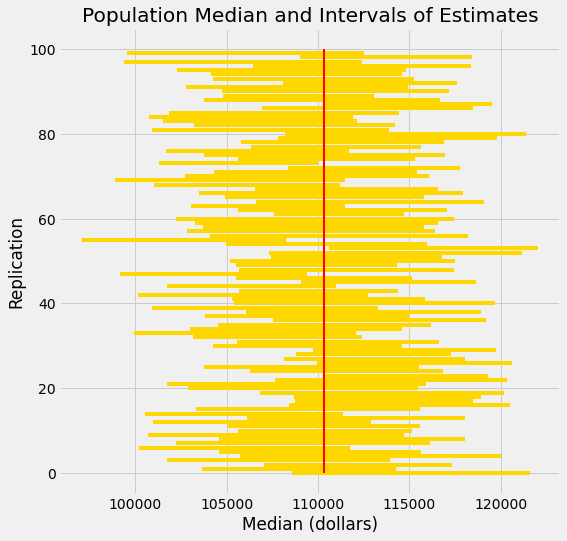 Population Median and Intervals of Estimates
100
80
60
40
20
0
Replication
100000 105000 110000 115000 120000
Median (dollars)